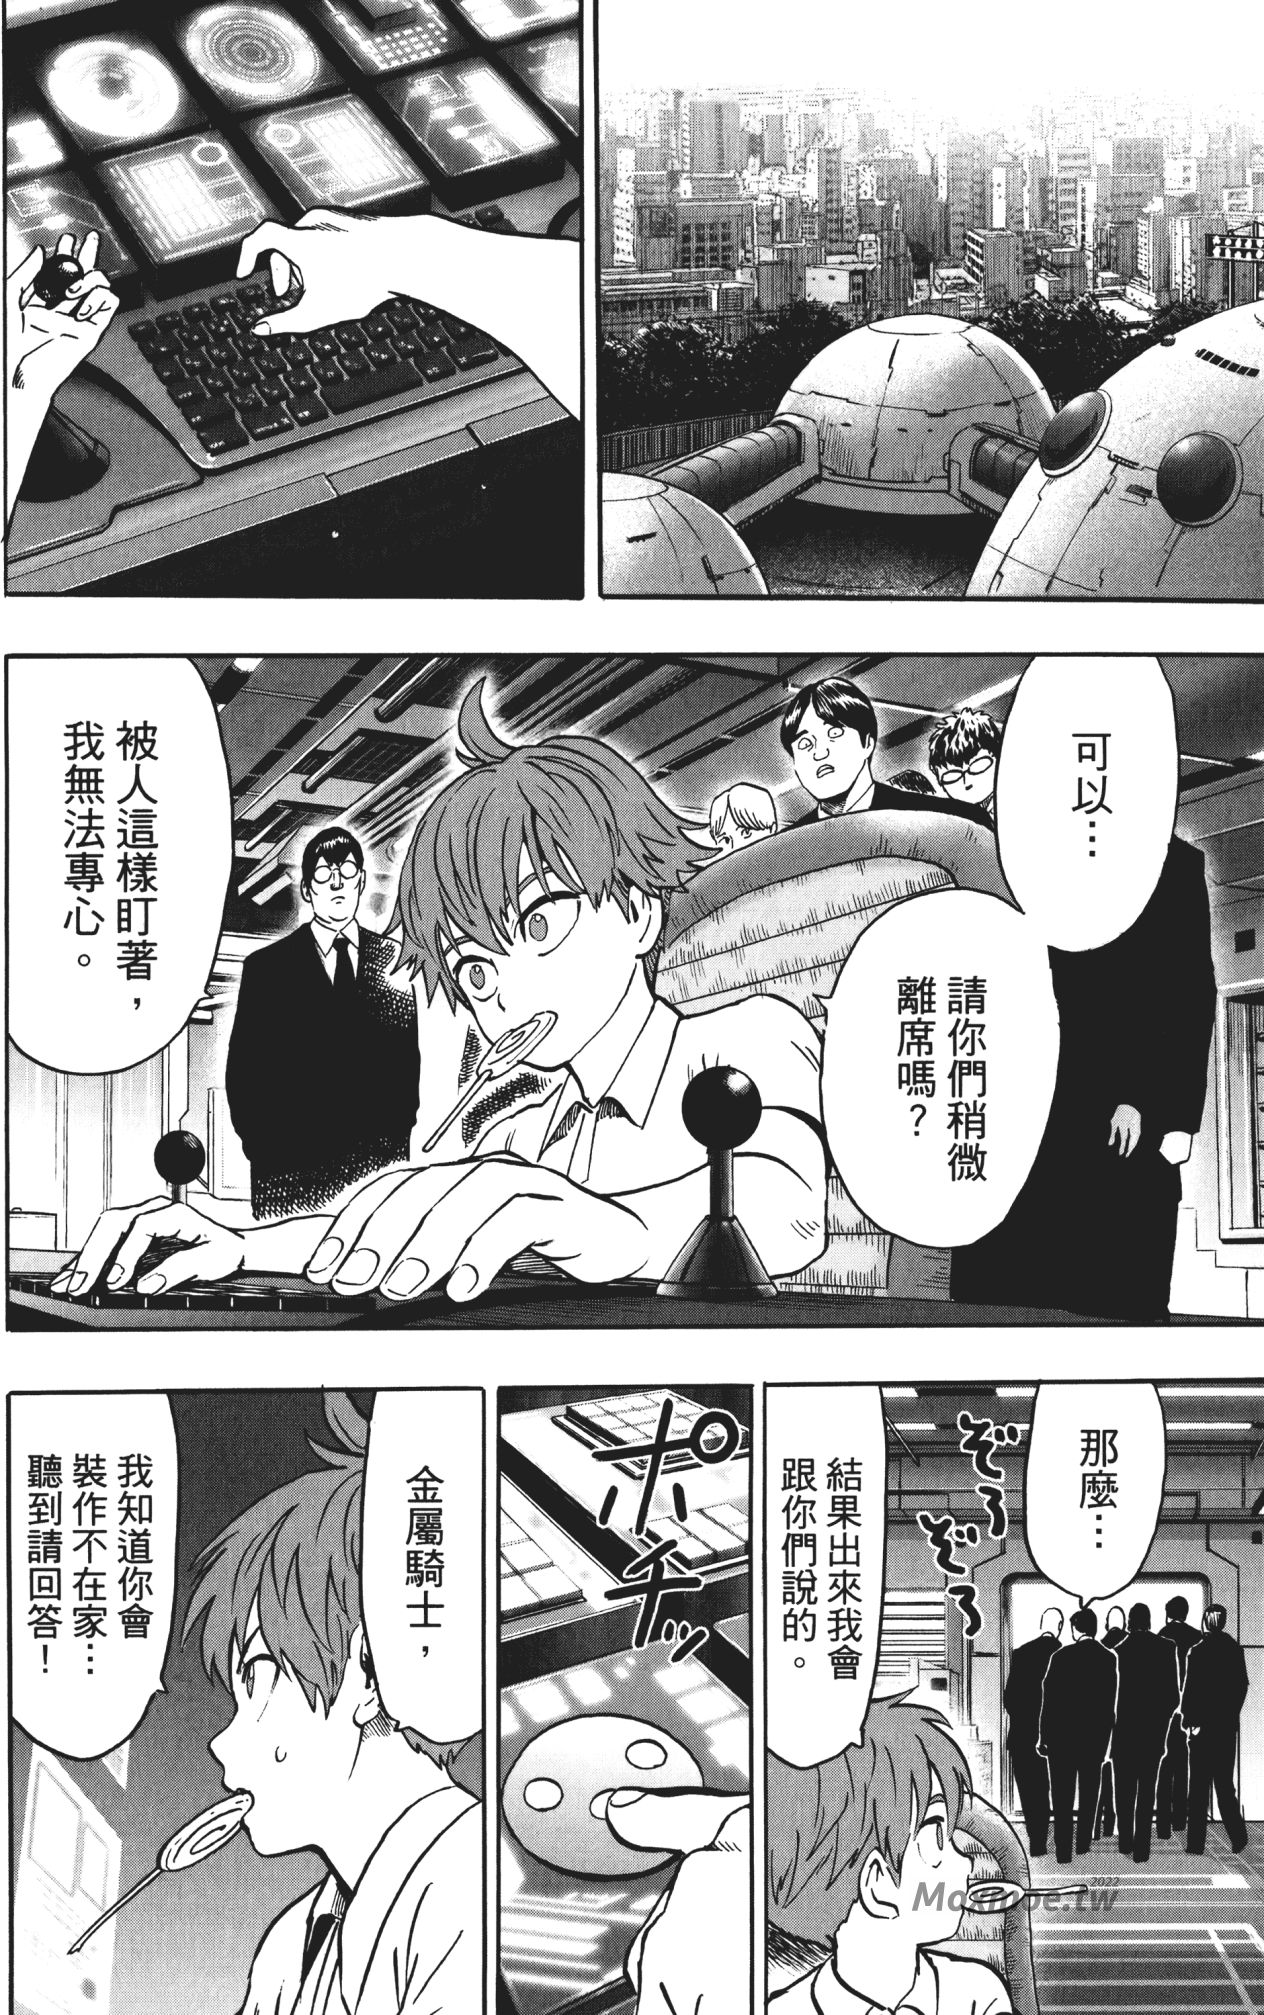 可以…
請你們稍微
離席嗎？
被人這樣盯著，
我無法專心。
那麼…
ぞろ
ぞろ
結果出來我會
跟你們說的。
ポチッ
金屬騎士，
我知道你會
裝作不在家…
聽到請回答！
2022
Moxmoe.tw